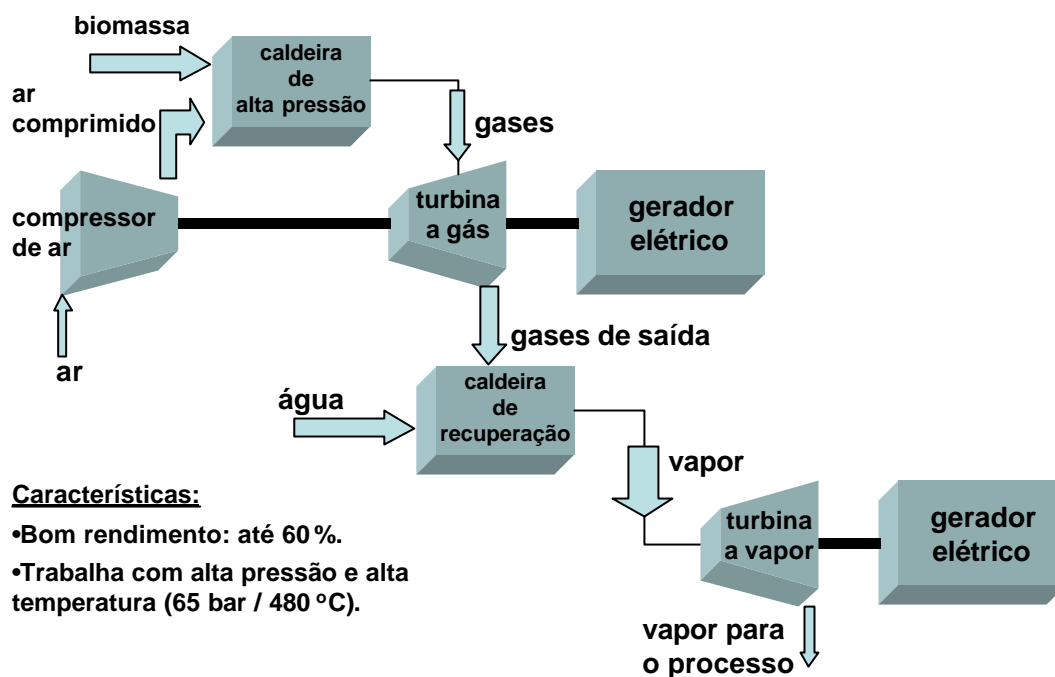 biomassa
caldeira
de
alta pressão
ar
comprimido
gases
compressor
de ar
turbina
a gás
gerador
elétrico
ar
gases de saída
água
caldeira
de
recuperação
vapor
Características:
•Bom rendimento: até 60%.
•Trabalha com alta pressão e alta
temperatura (65 bar / 480 ºC).
turbina
a vapor
gerador
elétrico
vapor para
o processo